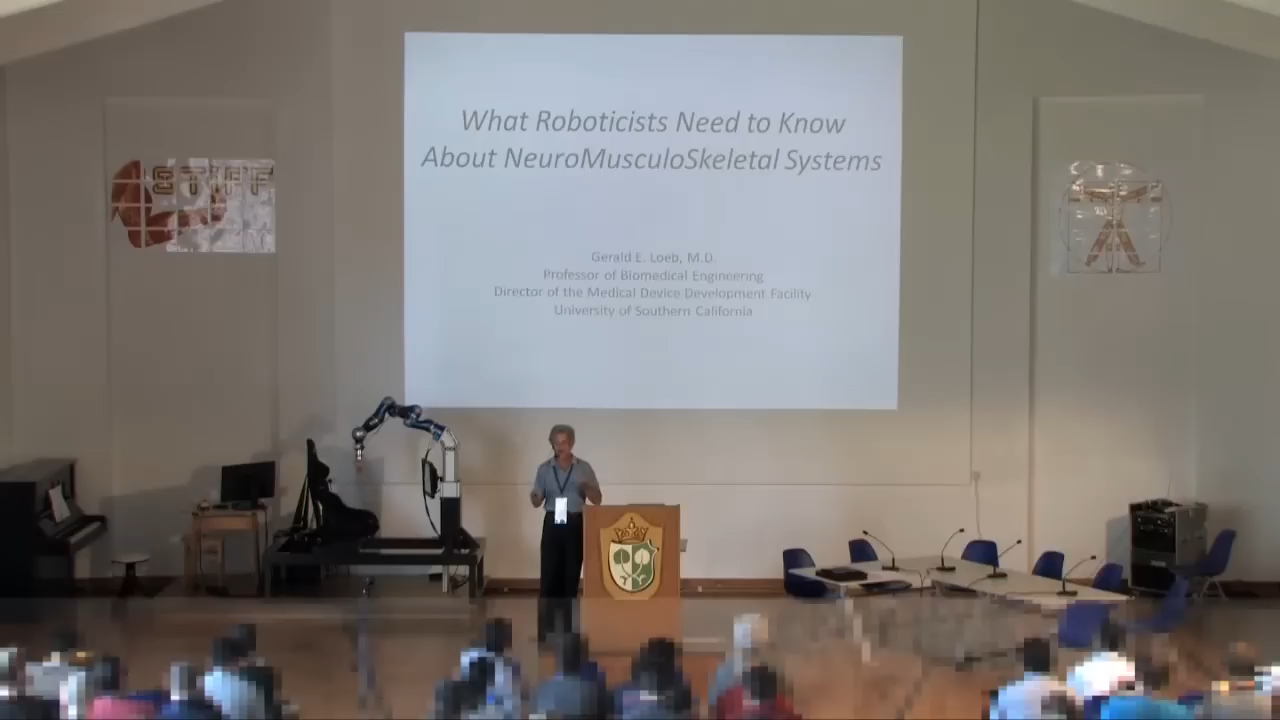 What Roboticists Need to Know
About NeuroMusculoSkeletal Systems
Gerald E. Loeb, M.D.
Professor of Biomedical Engineering
Director of the Medical Device Development Facility
University of Southern California
STIFF